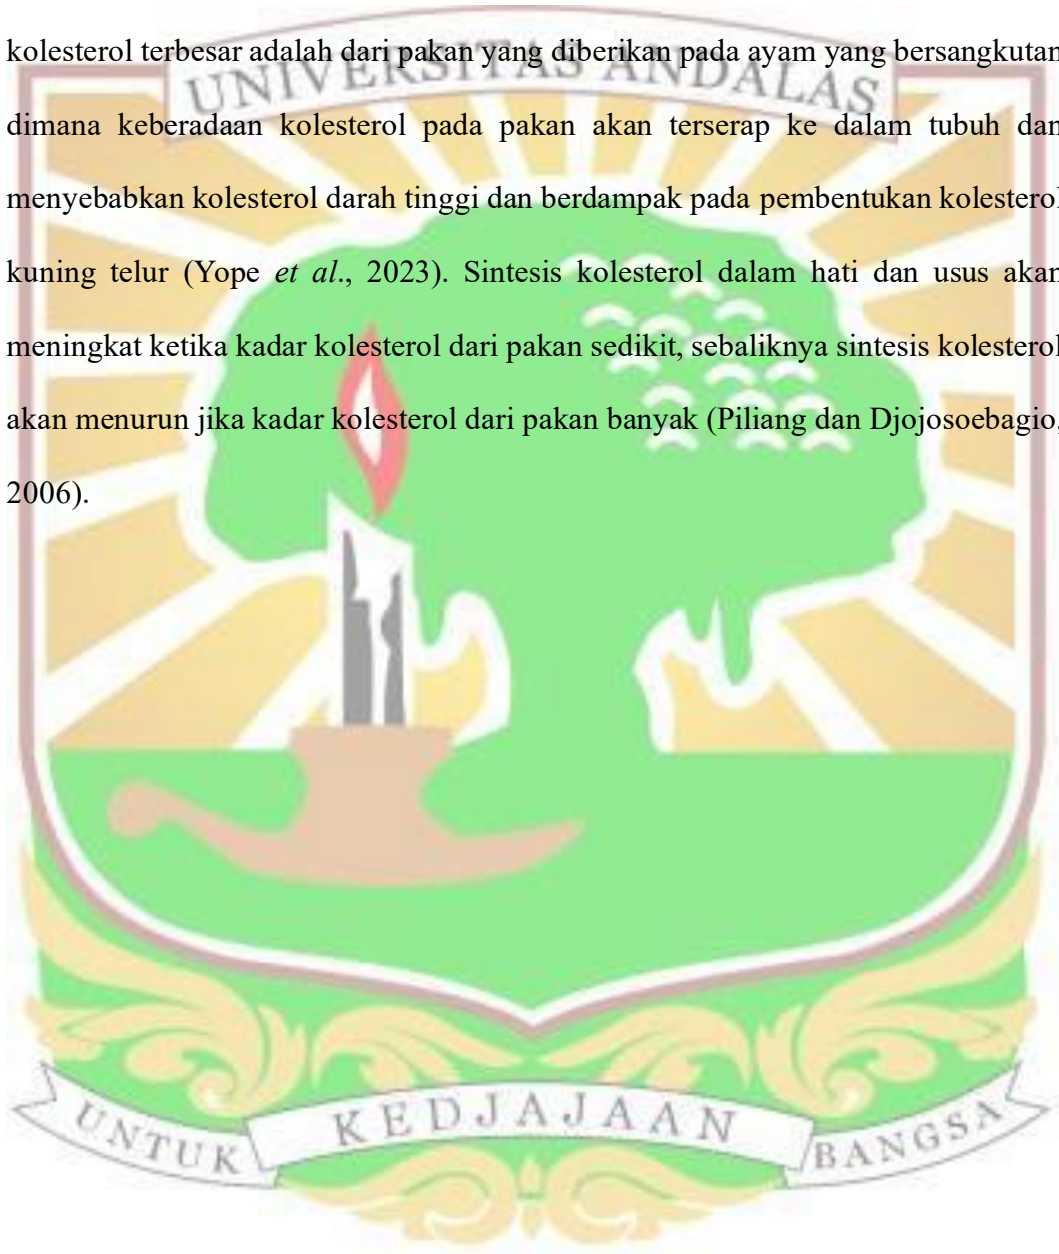 kolesterol terbesar adalah dari pakan yang diberikan pada ayam yang bersangkutan
UNIVERSITAS ANDALAS
dimana keberadaan kolesterol pada pakan akan terserap ke dalam tubuh dan
menyebabkan kolesterol darah tinggi dan berdampak pada pembentukan kolesterol
kuning telur (Yope et al., 2023). Sintesis kolesterol dalam hati dan usus akan
meningkat ketika kadar kolesterol dari pakan sedikit, sebaliknya sintesis kolesterol
akan menurun jika kadar kolesterol dari pakan banyak (Piliang dan Djojosoebagio,
2006).
UNTUK KEDJAJAAN BANGSA